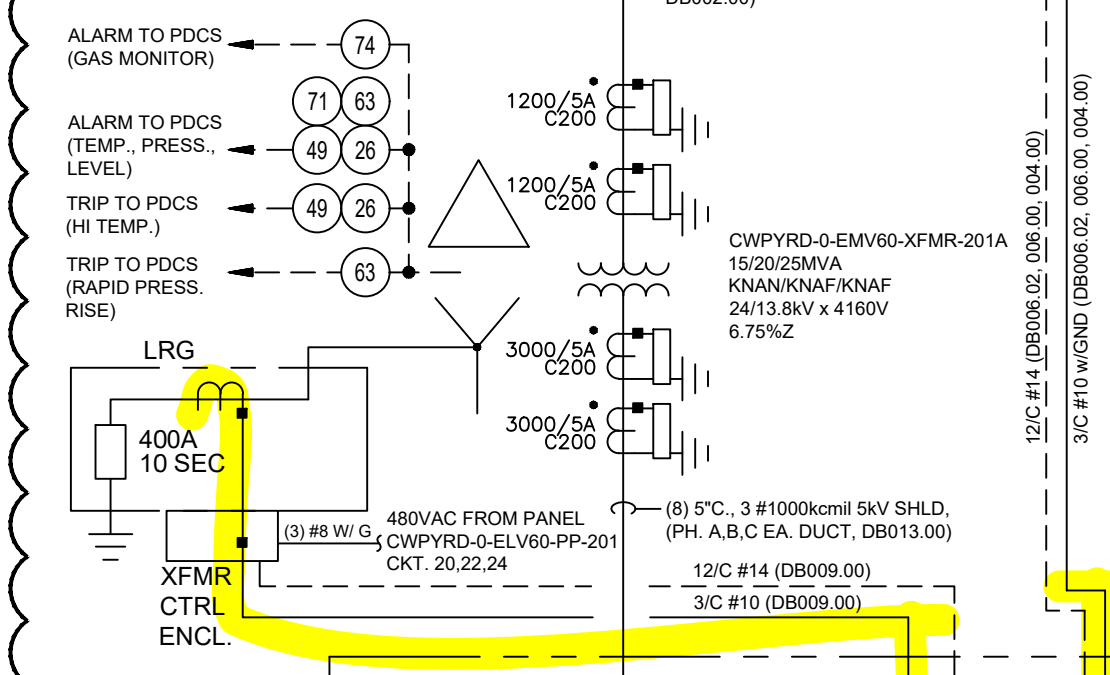 DB002.00)
ALARM TO PDCS
(GAS MONITOR)
74
71 63
ALARM TO PDCS
(TEMP., PRESS.,
LEVEL)
49 26
TRIP TO PDCS
(HI TEMP.)
49 26
TRIP TO PDCS
(RAPID PRESS.
RISE)
63
1200/5A
C200
1200/5A
C200
CWPYRD-0-EMV60-XFMR-201A
15/20/25MVA
KNAN/KNAF/KNAF
24/13.8kV x 4160V
6.75%Z
3000/5A
C200
3000/5A
C200
LRG
400A
10 SEC
(3) #8 W/ G
480VAC FROM PANEL
CWPYRD-0-ELV60-PP-201
CKT. 20,22,24
XFMR
CTRL
ENCL.
(8) 5"C., 3 #1000kcmil 5kV SHLD,
(PH. A,B,C EA. DUCT, DB013.00)
12/C #14 (DB009.00)
3/C #10 (DB009.00)
12/C #14 (DB006.02, 006.00, 004.00)
3/C #10 w/GND (DB006.02, 006.00, 004.00)